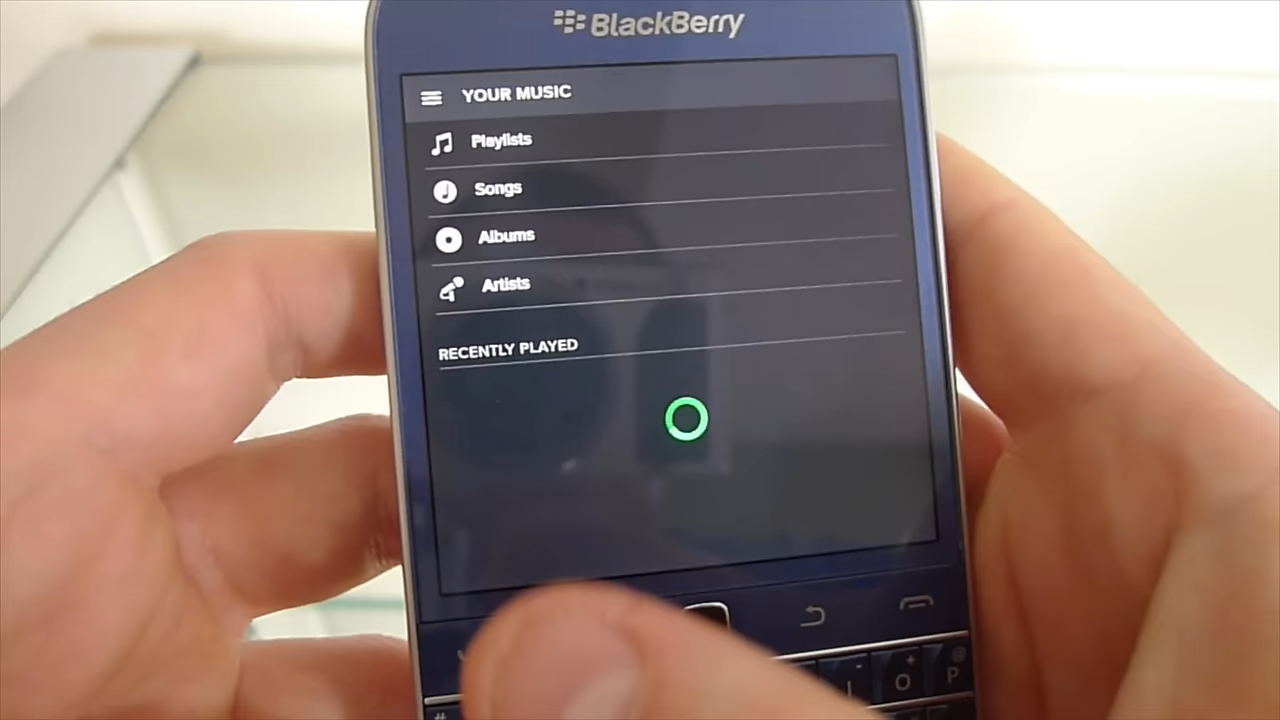 BlackBerry
YOUR MUSIC
Playlists
Songs
Albums
Artists
RECENTLY PLAYED
+
@
-
I
O
P
#